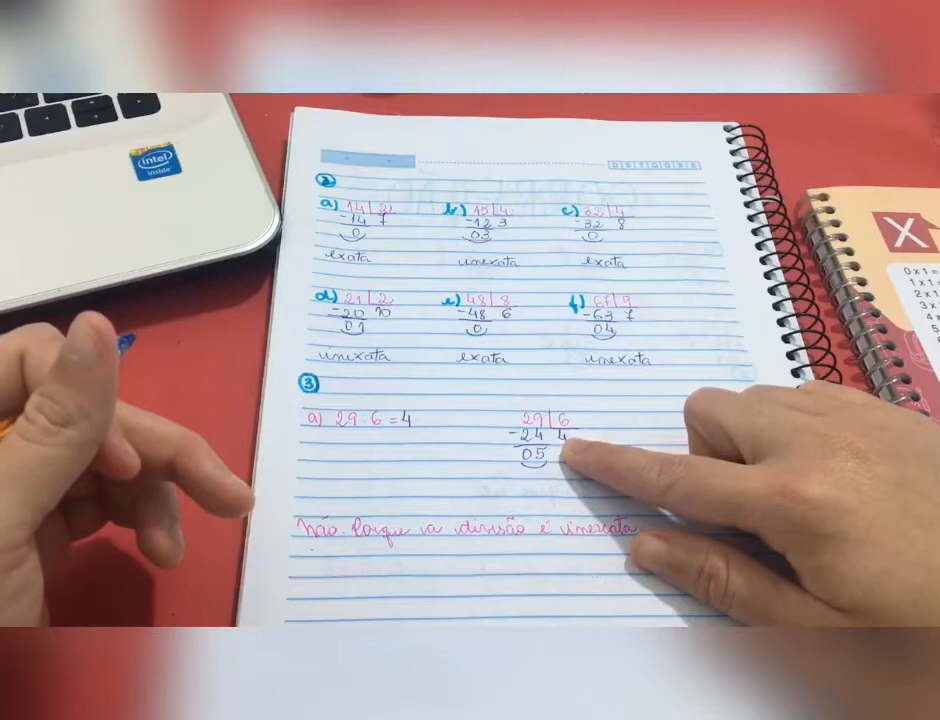 intel
inside
2
a) 14 | 2 b) 15 | 4 c) 32 | 4
-14 7 -12 3 -32 8
0 03 0
exata inexata exata
d) 21 | 2 e) 48 | 8 f) 67 | 9
-20 10 -48 6 -63 7
01 0 04
inexata exata inexata
3
a) 29 : 6 = 4 29 | 6
-24 4
05
Não. Porque a divisão é inexata
X
0 x 1 =
1 x 1 =
2 x 1
3 x
4 x
5